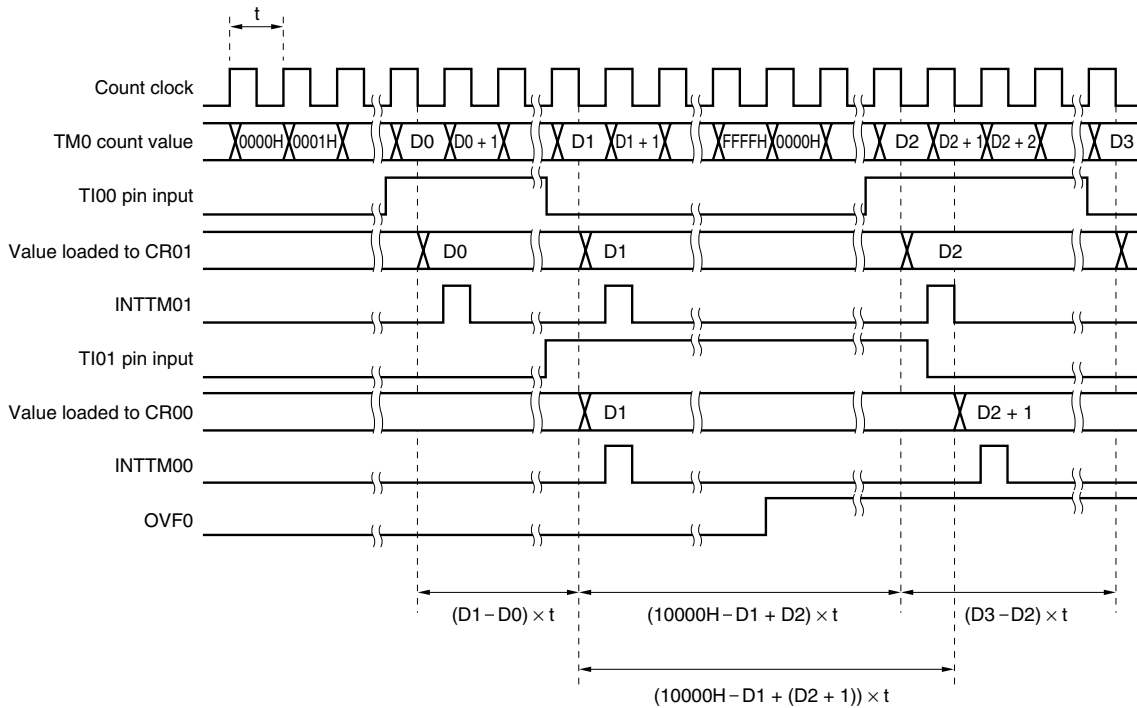 t
Count clock
TM0 count value 0000H 0001H D0 D0 + 1 D1 D1 + 1 FFFFH 0000H D2 D2 + 1 D2 + 2 D3
TI00 pin input
Value loaded to CR01 D0 D1 D2
INTTM01
TI01 pin input
Value loaded to CR00 D1 D2 + 1
INTTM00
OVF0
(D1 – D0) × t (10000H – D1 + D2) × t (D3 – D2) × t
(10000H – D1 + (D2 + 1)) × t